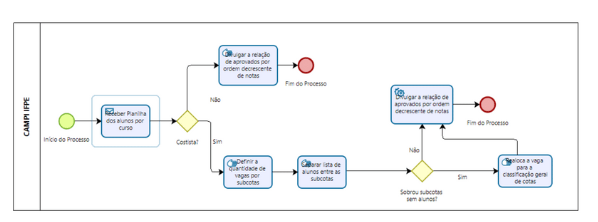 CAMPI IFPE
Início do Processo
Receber Planilha
dos alunos por
curso
Cotista?
Não
Divulgar a relação
de aprovados por
ordem decrescente
de notas
Fim do Processo
Sim
Definir a
quantidade de
vagas por
subcotas
Separar lista de
alunos entre as
subcotas
Sobrou subcotas
sem alunos?
Não
Divulgar a relação de
aprovados por ordem
decrescente de notas
Fim do Processo
Sim
Realoca a vaga
para a
classificação geral
de cotas